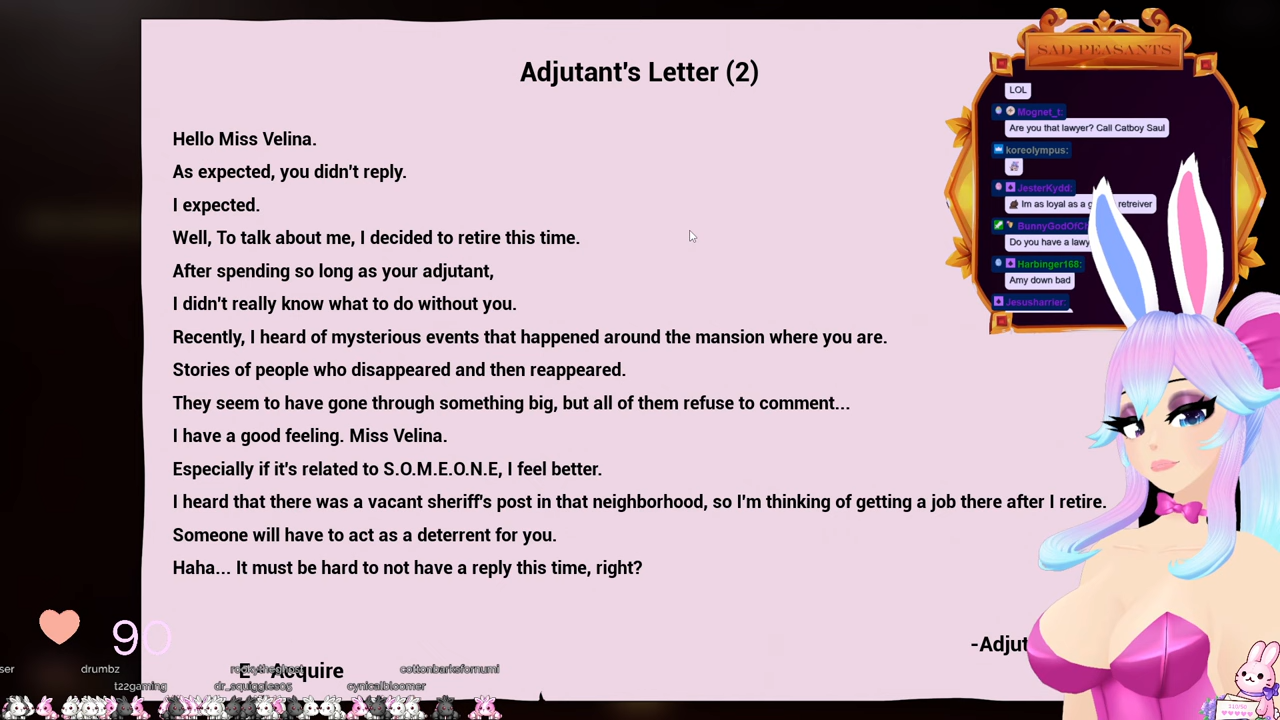 Adjutant's Letter (2)
Hello Miss Velina.
As expected, you didn't reply.
I expected.
Well, To talk about me, I decided to retire this time.
After spending so long as your adjutant,
I didn't really know what to do without you.
Recently, I heard of mysterious events that happened around the mansion where you are.
Stories of people who disappeared and then reappeared.
They seem to have gone through something big, but all of them refuse to comment...
I have a good feeling. Miss Velina.
Especially if it's related to S.O.M.E.O.N.E, I feel better.
I heard that there was a vacant sheriff's post in that neighborhood, so I'm thinking of getting a job there after I retire.
Someone will have to act as a deterrent for you.
Haha... It must be hard to not have a reply this time, right?
-Adjut
E - Acquire
SAD PEASANTS
LOL
Mognet_t:
Are you that lawyer? Call Catboy Saul
koreolympus:
JesterKydd:
Im as loyal as a retreiver
Do you have a lawy
Harbinger168:
Amy down bad
Jesusharrier:
90
drumbz
cottonbarksfornumi
t22gaming
dr_squiggles05
cynicalbloomer